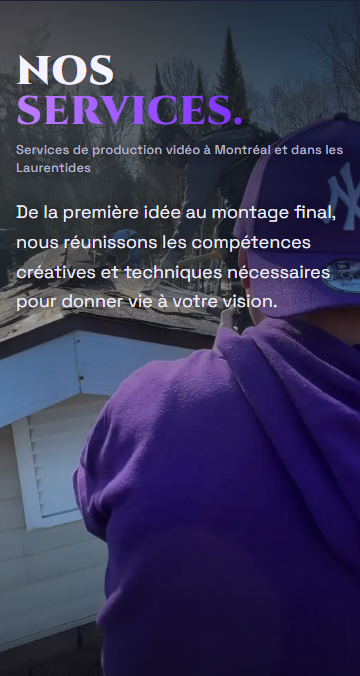 NOS
SERVICES.
Services de production vidéo à Montréal et dans les
Laurentides
De la première idée au montage final,
nous réunissons les compétences
créatives et techniques nécessaires
pour donner vie à votre vision.
NY